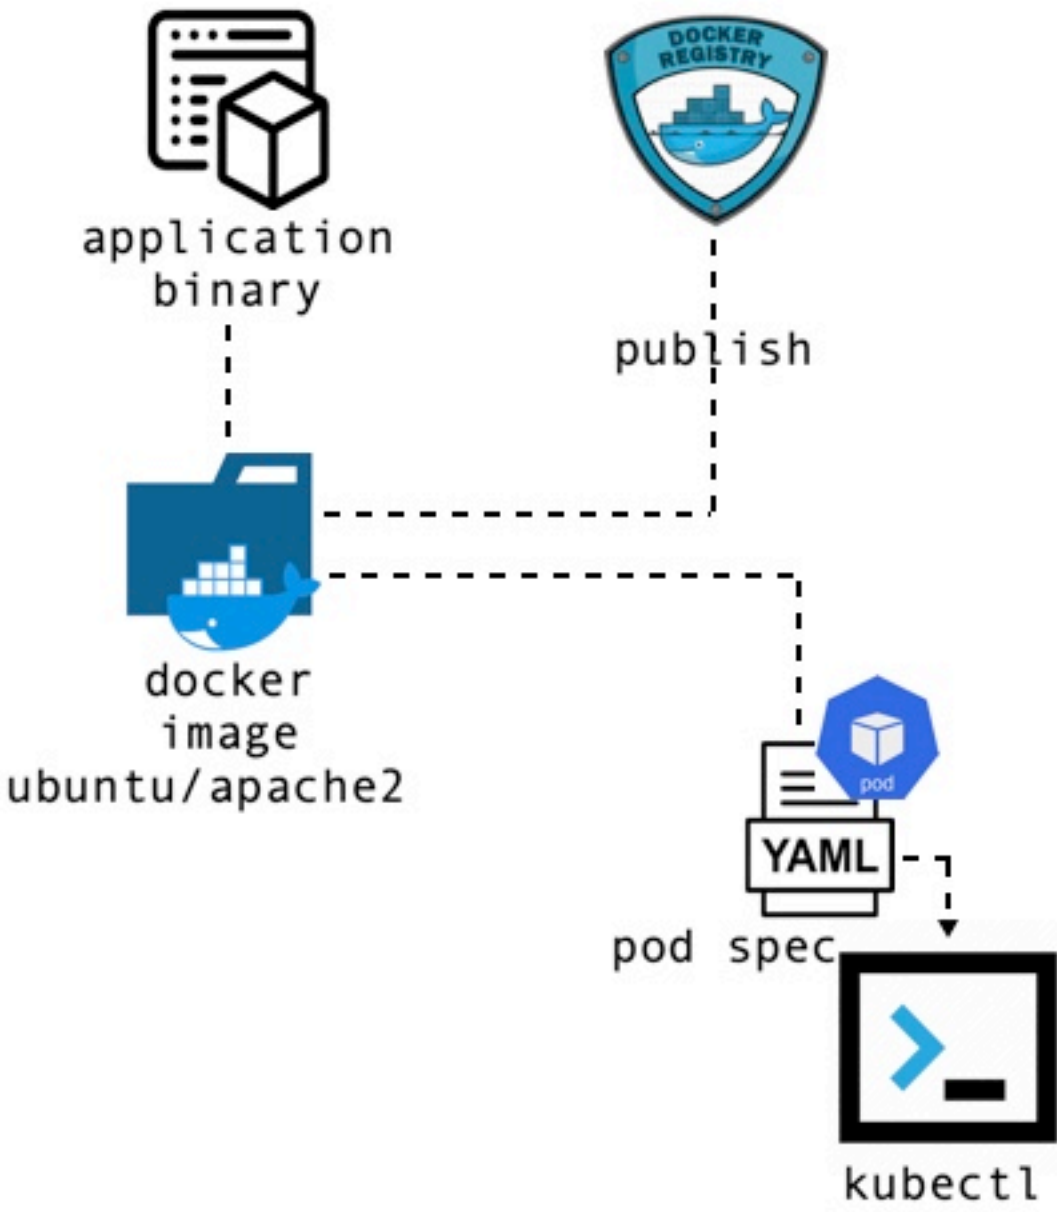 DOCKER
REGISTRY
application
binary
publish
docker
image
ubuntu/apache2
pod
YAML
pod spec
kubectl